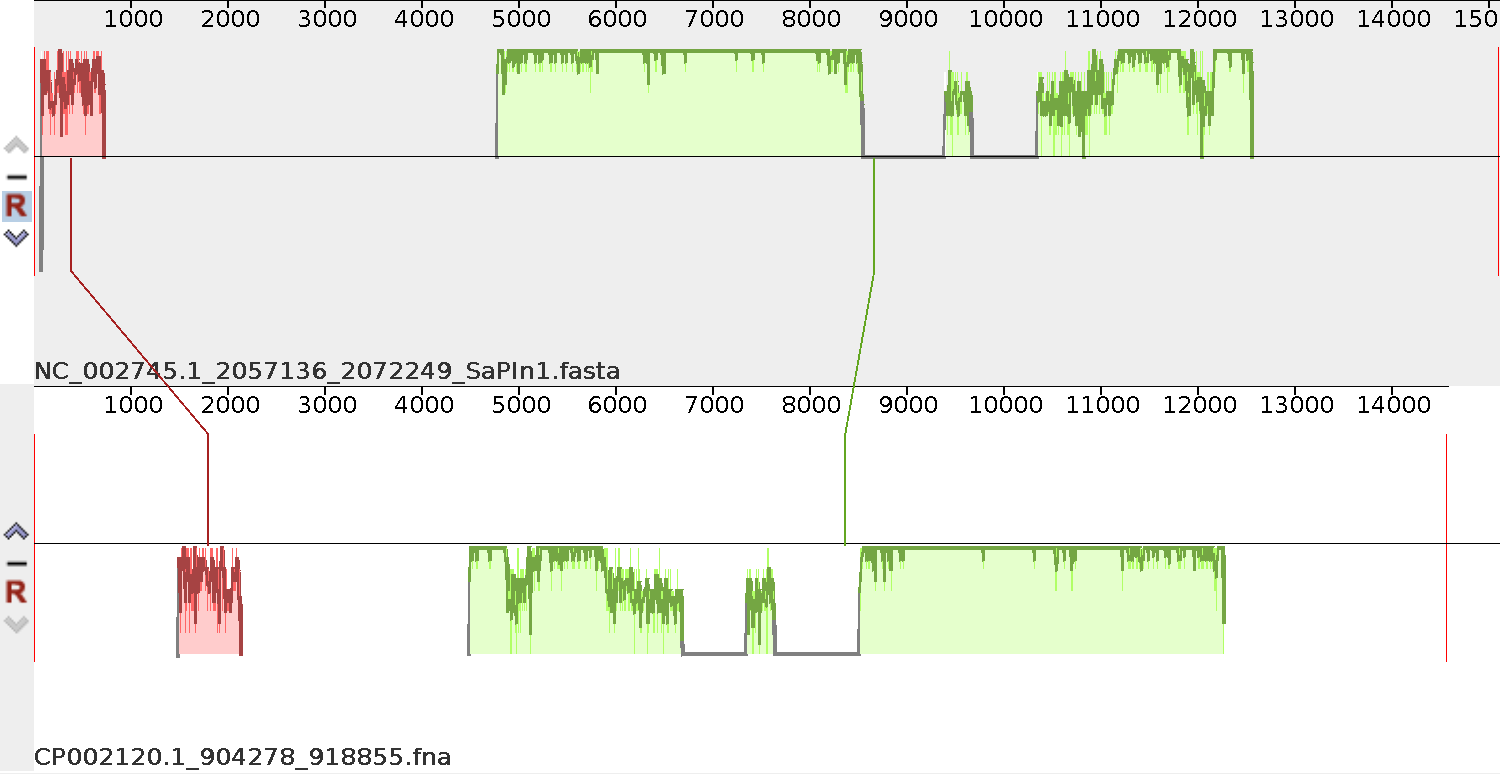 1000 2000 3000 4000 5000 6000 7000 8000 9000 10000 11000 12000 13000 14000 150
R
NC_002745.1_2057136_2072249_SaPIn1.fasta
1000 2000 3000 4000 5000 6000 7000 8000 9000 10000 11000 12000 13000 14000
R
CP002120.1_904278_918855.fna